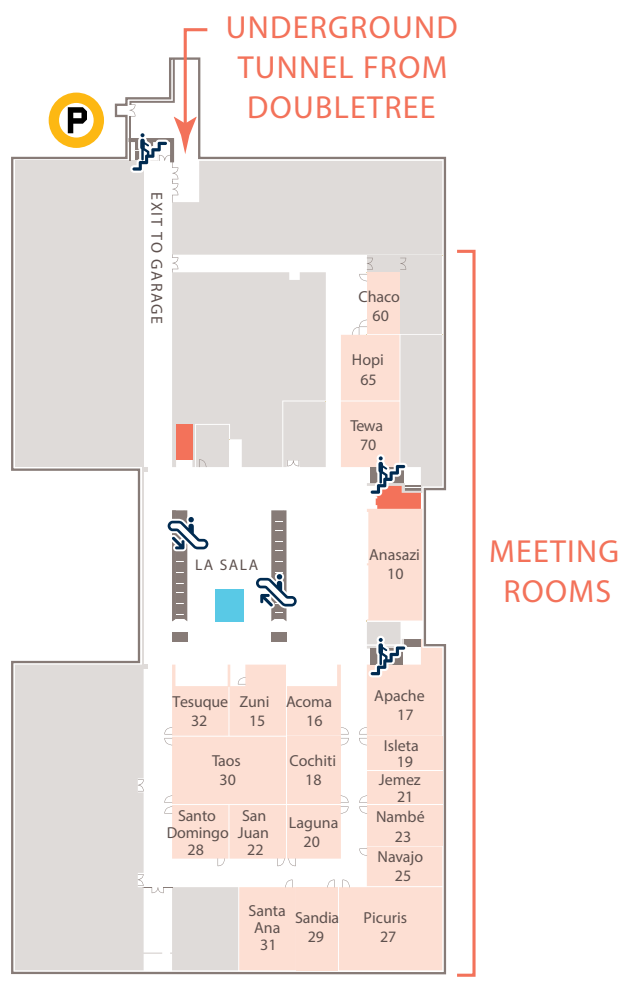 UNDERGROUND
TUNNEL FROM
DOUBLETREE
P
EXIT TO GARAGE
Chaco
60
Hopi
65
Tewa
70
LA SALA
Anasazi
10
MEETING
ROOMS
Tesuque
32
Zuni
15
Acoma
16
Apache
17
Taos
30
Cochiti
18
Isleta
19
Jemez
21
Santo
Domingo
28
San
Juan
22
Laguna
20
Nambé
23
Navajo
25
Santa
Ana
31
Sandia
29
Picuris
27